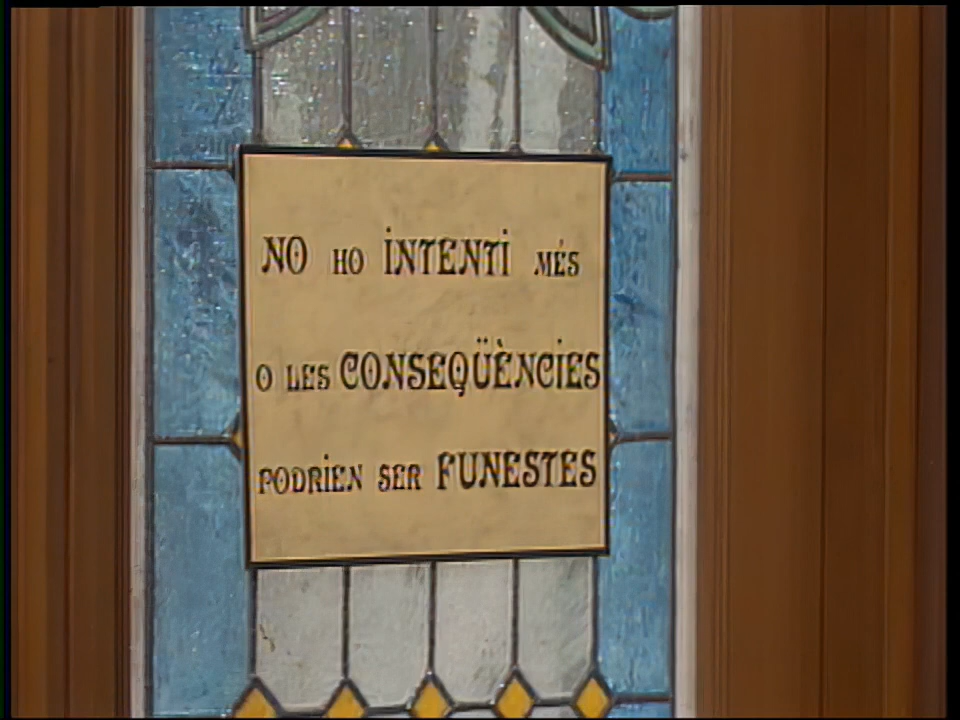 NO HO INTENTI MÉS
O LES CONSEQÜÈNCIES
PODRIEN SER FUNESTES